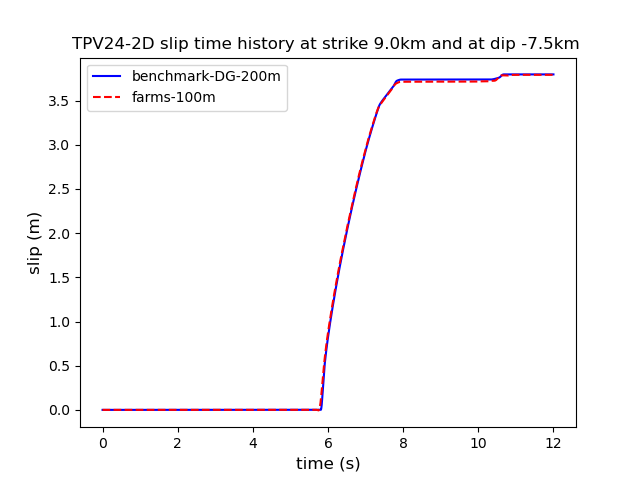 TPV24-2D slip time history at strike 9.0km and at dip -7.5km
benchmark-DG-200m
farms-100m
slip (m)
3.5
3.0
2.5
2.0
1.5
1.0
0.5
0.0
0 2 4 6 8 10 12
time (s)